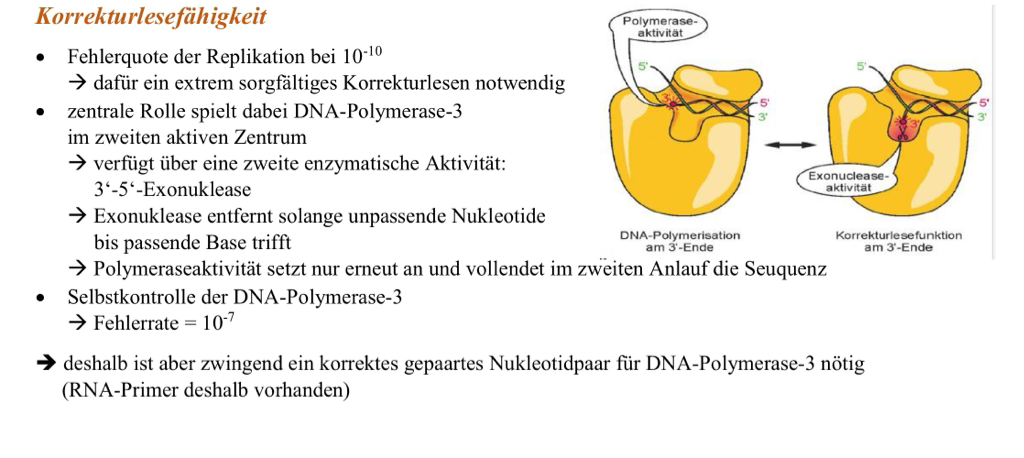 Korrekturlesefähigkeit
• Fehlerquote der Replikation bei 10⁻¹⁰
→ dafür ein extrem sorgfältiges Korrekturlesen notwendig
• zentrale Rolle spielt dabei DNA-Polymerase-3
im zweiten aktiven Zentrum
→ verfügt über eine zweite enzymatische Aktivität:
3‘-5‘-Exonuklease
→ Exonuklease entfernt solange unpassende Nukleotide
bis passende Base trifft
→ Polymeraseaktivität setzt nur erneut an und vollendet im zweiten Anlauf die Seuquenz
• Selbstkontrolle der DNA-Polymerase-3
→ Fehlerrate = 10⁻⁷
➔ deshalb ist aber zwingend ein korrektes gepaartes Nukleotidpaar für DNA-Polymerase-3 nötig
(RNA-Primer deshalb vorhanden)
Polymerase-
aktivität
5'
3'
5'
3'
DNA-Polymerisation
am 3'-Ende
5'
3'
5'
3'
Exonuclease-
aktivität
Korrekturlesefunktion
am 3'-Ende